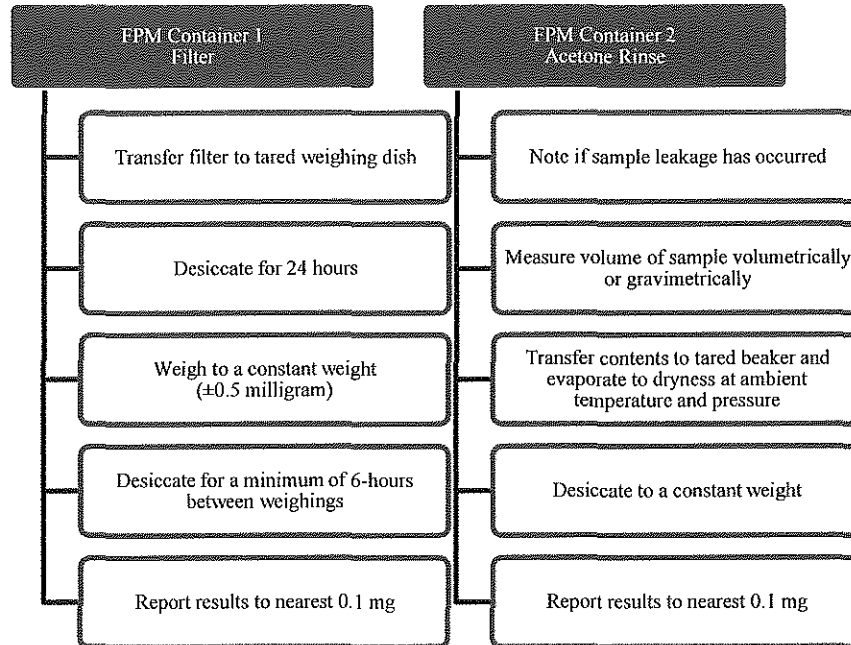 FPM Container 1
Filter
Transfer filter to tared weighing dish
Desiccate for 24 hours
Weigh to a constant weight
(±0.5 milligram)
Desiccate for a minimum of 6-hours
between weighings
Report results to nearest 0.1 mg
FPM Container 2
Acetone Rinse
Note if sample leakage has occurred
Measure volume of sample volumetrically
or gravimetrically
Transfer contents to tared beaker and
evaporate to dryness at ambient
temperature and pressure
Desiccate to a constant weight
Report results to nearest 0.1 mg